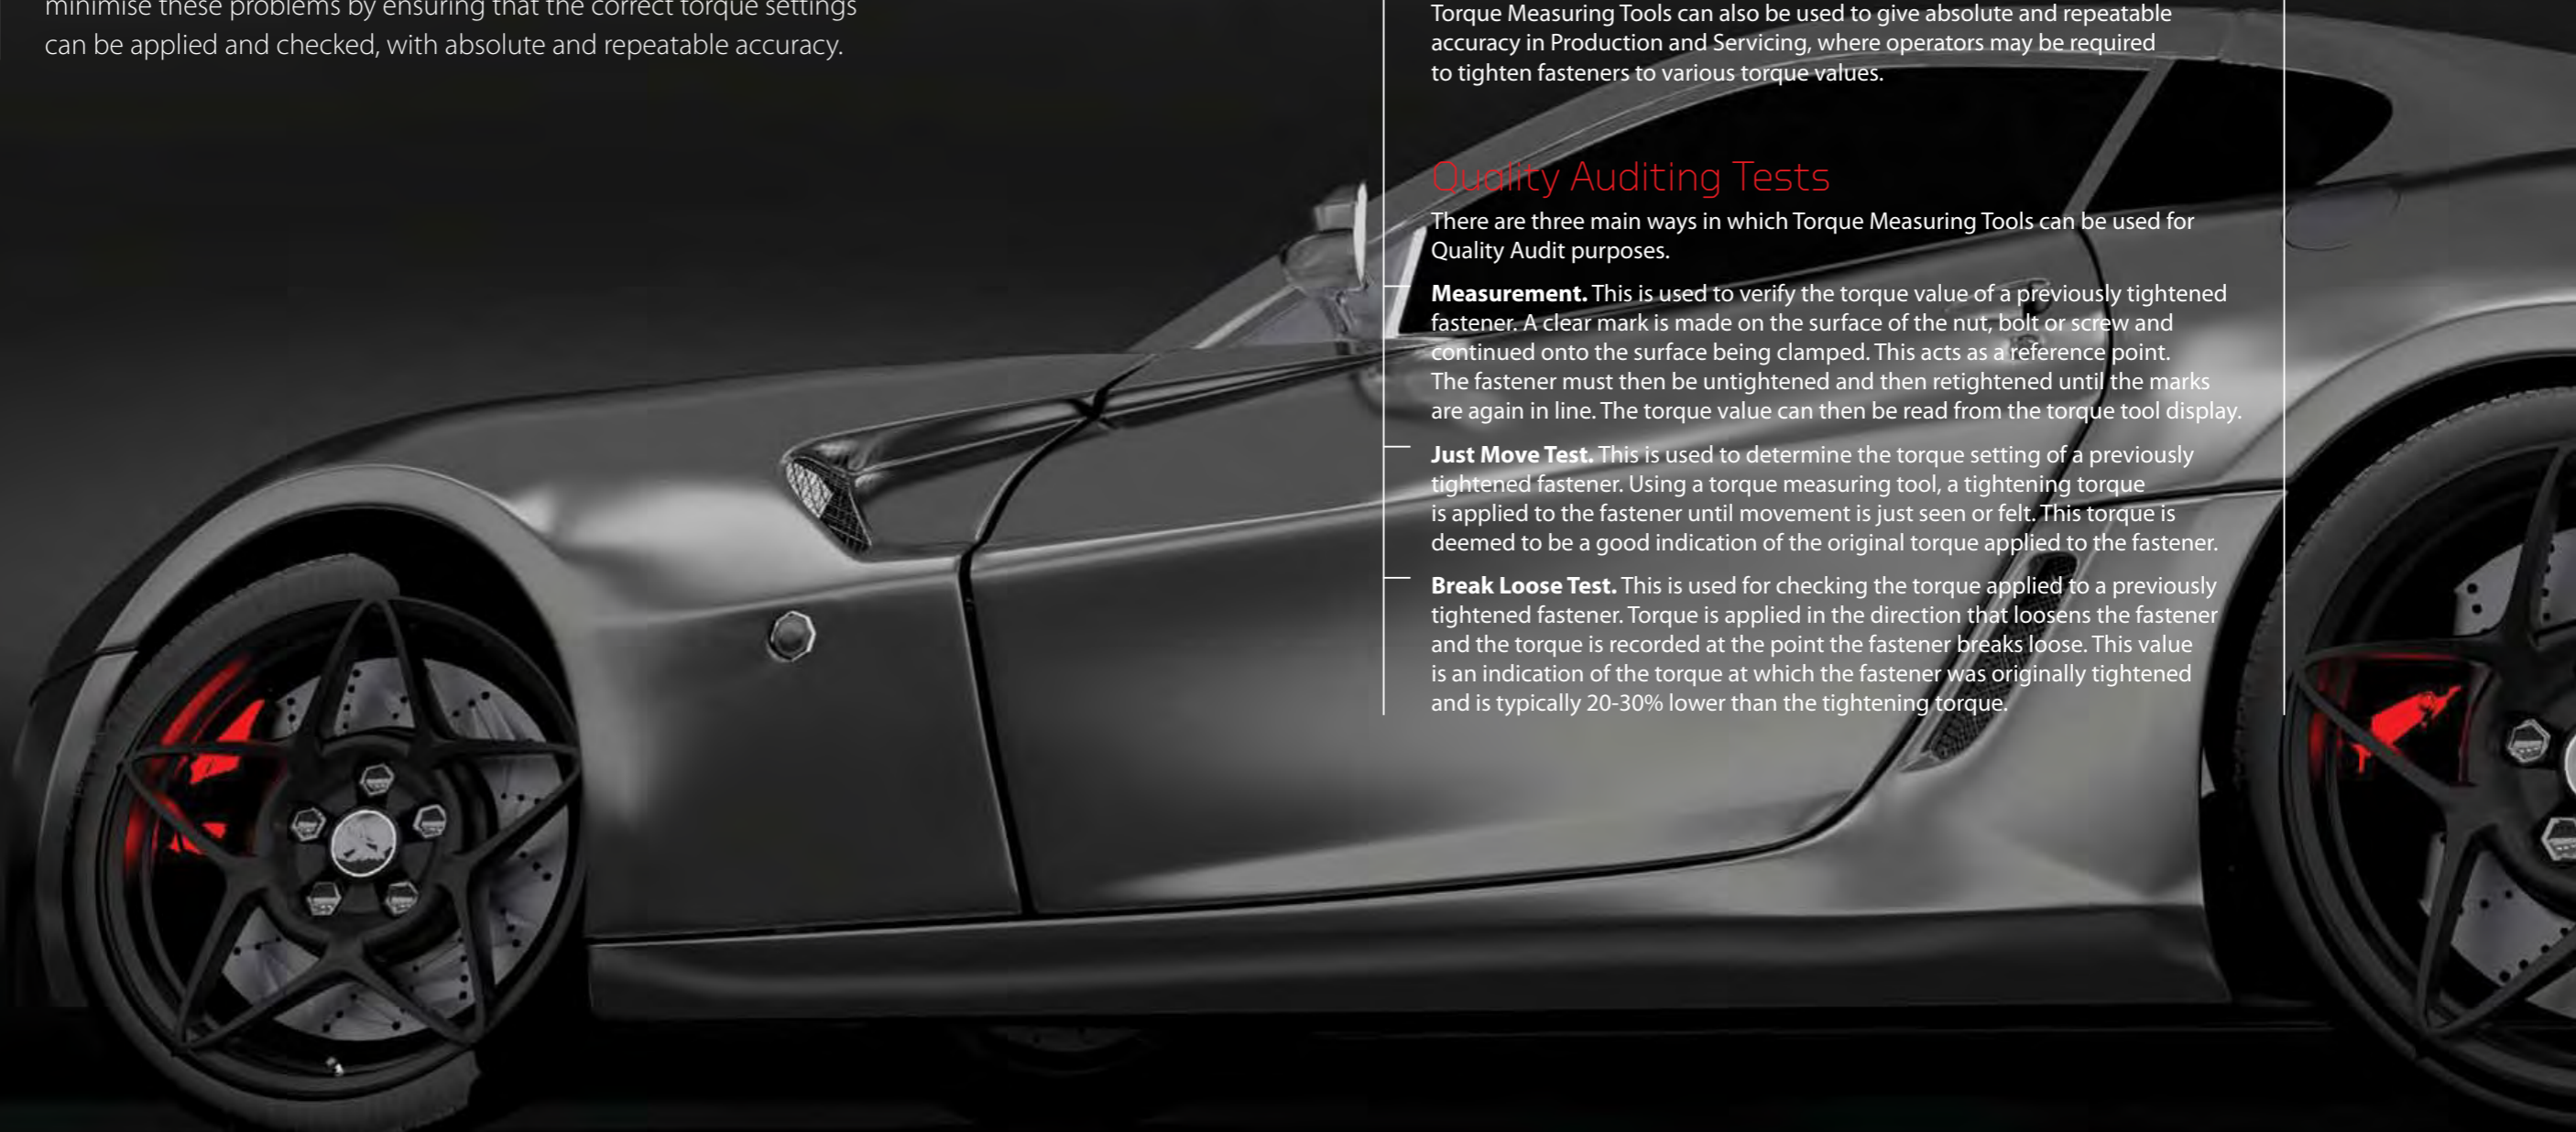 minimise these problems by ensuring that the correct torque settings
can be applied and checked, with absolute and repeatable accuracy.
Torque Measuring Tools can also be used to give absolute and repeatable
accuracy in Production and Servicing, where operators may be required
to tighten fasteners to various torque values.
Quality Auditing Tests
There are three main ways in which Torque Measuring Tools can be used for
Quality Audit purposes.
Measurement. This is used to verify the torque value of a previously tightened
fastener. A clear mark is made on the surface of the nut, bolt or screw and
continued onto the surface being clamped. This acts as a reference point.
The fastener must then be untightened and then retightened until the marks
are again in line. The torque value can then be read from the torque tool display.
Just Move Test. This is used to determine the torque setting of a previously
tightened fastener. Using a torque measuring tool, a tightening torque
is applied to the fastener until movement is just seen or felt. This torque is
deemed to be a good indication of the original torque applied to the fastener.
Break Loose Test. This is used for checking the torque applied to a previously
tightened fastener. Torque is applied in the direction that loosens the fastener
and the torque is recorded at the point the fastener breaks loose. This value
is an indication of the torque at which the fastener was originally tightened
and is typically 20-30% lower than the tightening torque.